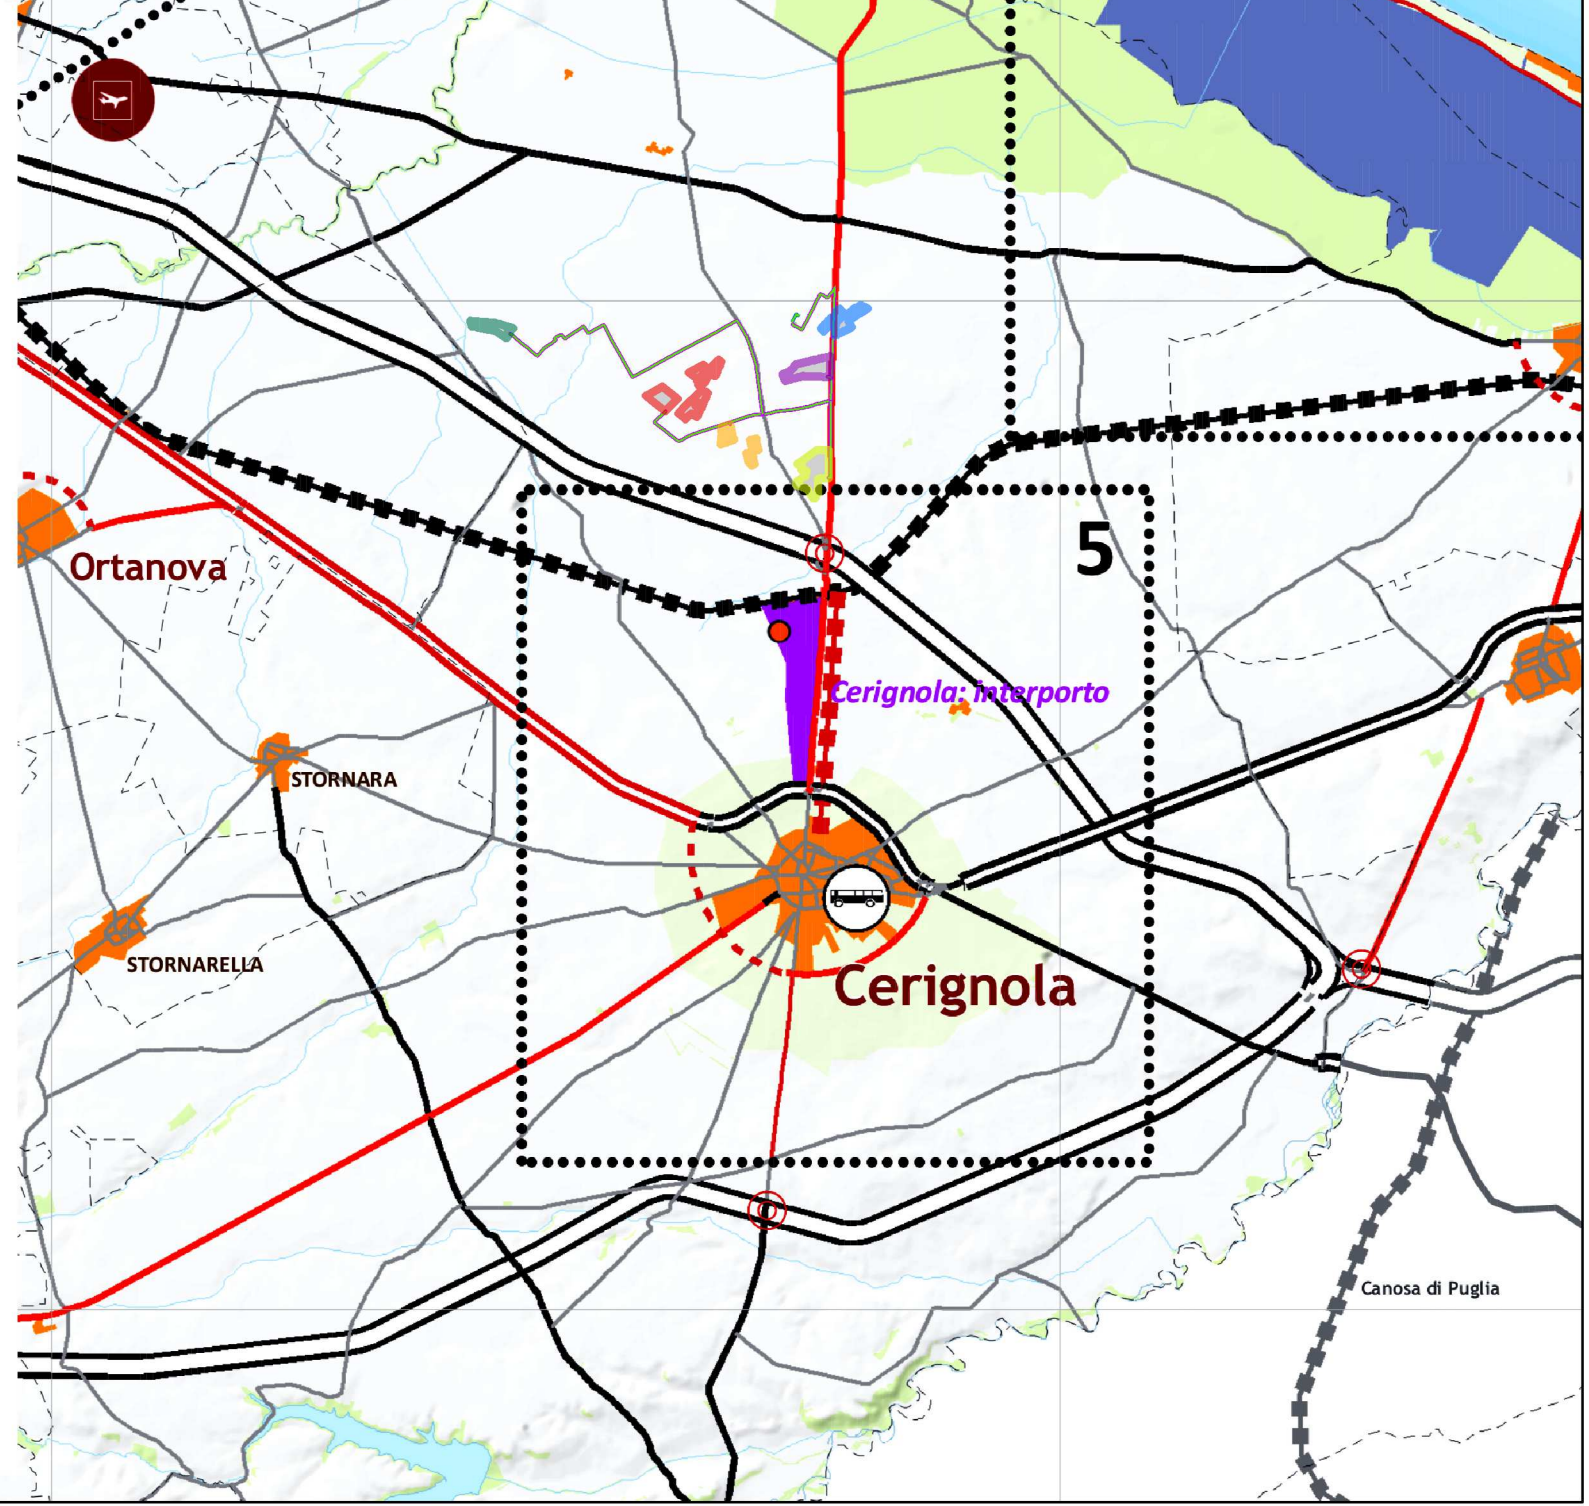 5
Ortanova
Cerignola: interporto
STORNARA
STORNARELLA
Cerignola
Canosa di Puglia